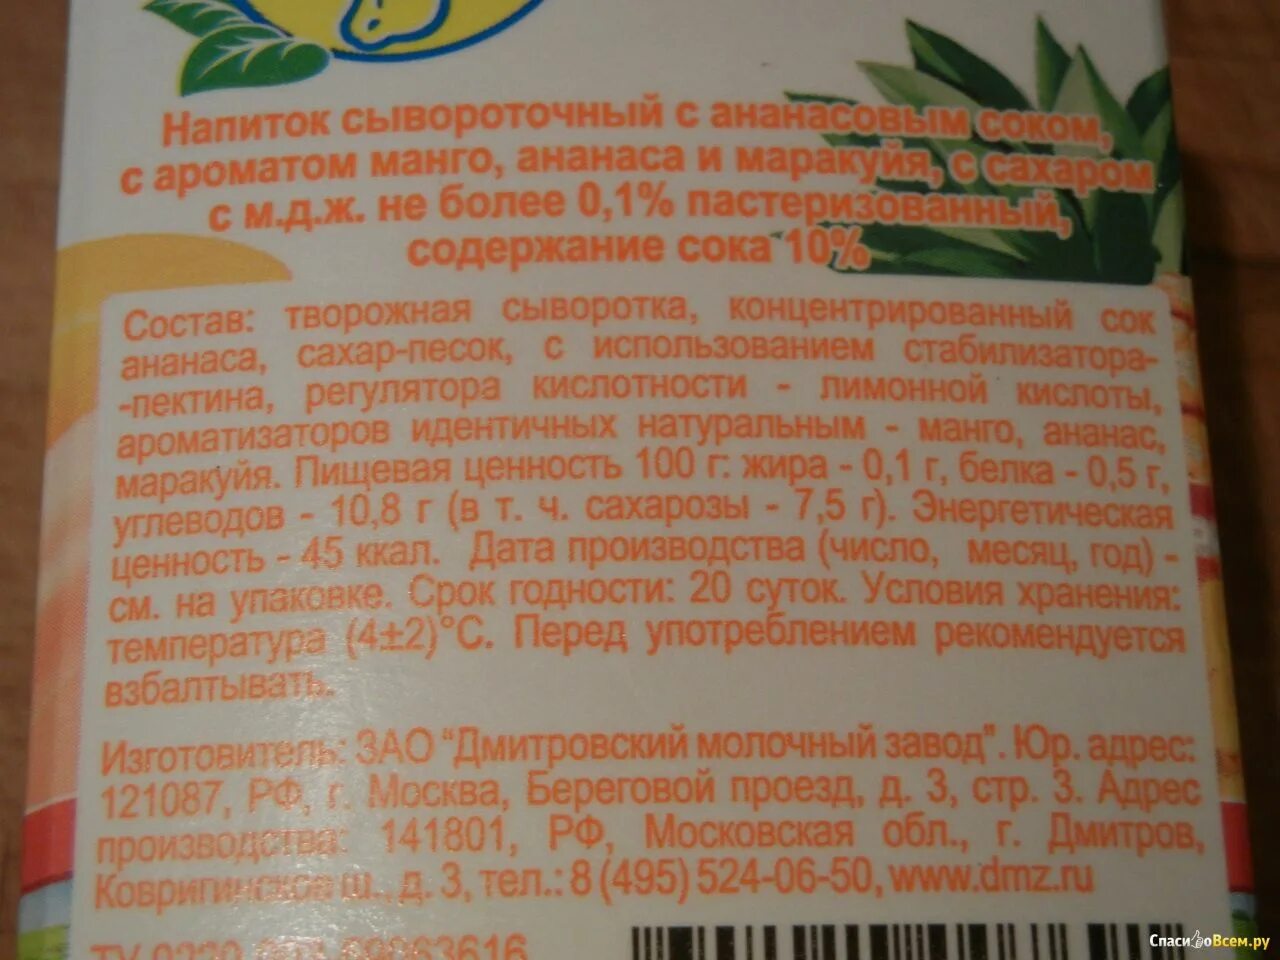 Напиток сывороточный с ананасовым соком,
с ароматом манго, ананаса и маракуйя, с сахаром
с м.д.ж. не более 0,1% пастеризованный,
содержание сока 10%
Состав: творожная сыворотка, концентрированный сок
ананаса, сахар-песок, с использованием стабилизатора-
-пектина, регулятора кислотности - лимонной кислоты,
ароматизаторов идентичных натуральным - манго, ананас,
маракуйя. Пищевая ценность 100 г: жира - 0,1 г, белка - 0,5 г,
углеводов - 10,8 г (в т. ч. сахарозы - 7,5 г). Энергетическая
ценность - 45 ккал. Дата производства (число, месяц, год) -
см. на упаковке. Срок годности: 20 суток. Условия хранения:
температура (4±2)°С. Перед употреблением рекомендуется
взбалтывать.
Изготовитель: ЗАО "Дмитровский молочный завод". Юр. адрес:
121087, РФ, г. Москва, Береговой проезд, д. 3, стр. 3. Адрес
производства: 141801, РФ, Московская обл., г. Дмитров,
Ковригинское ш., д. 3, тел.: 8 (495) 524-06-50, www.dmz.ru
ТУ
СпасибоВсем.ру